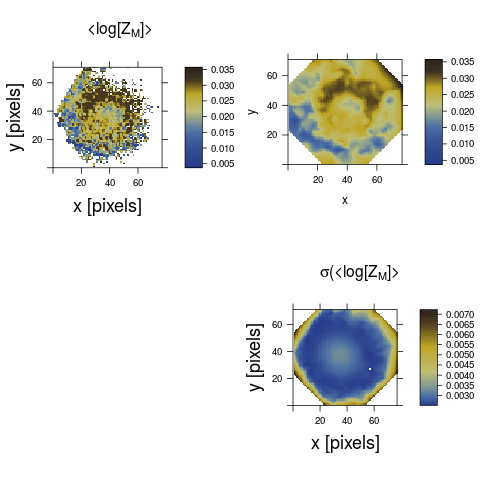 <log[Z_M]>
0.035
0.030
0.025
0.020
0.015
0.010
0.005
60
40
20
y [pixels]
20 40 60
x [pixels]
0.035
0.030
0.025
0.020
0.015
0.010
0.005
60
40
20
y
20 40 60
x
σ(<log[Z_M]>
0.0070
0.0065
0.0060
0.0055
0.0050
0.0045
0.0040
0.0035
0.0030
60
40
20
y [pixels]
20 40 60
x [pixels]